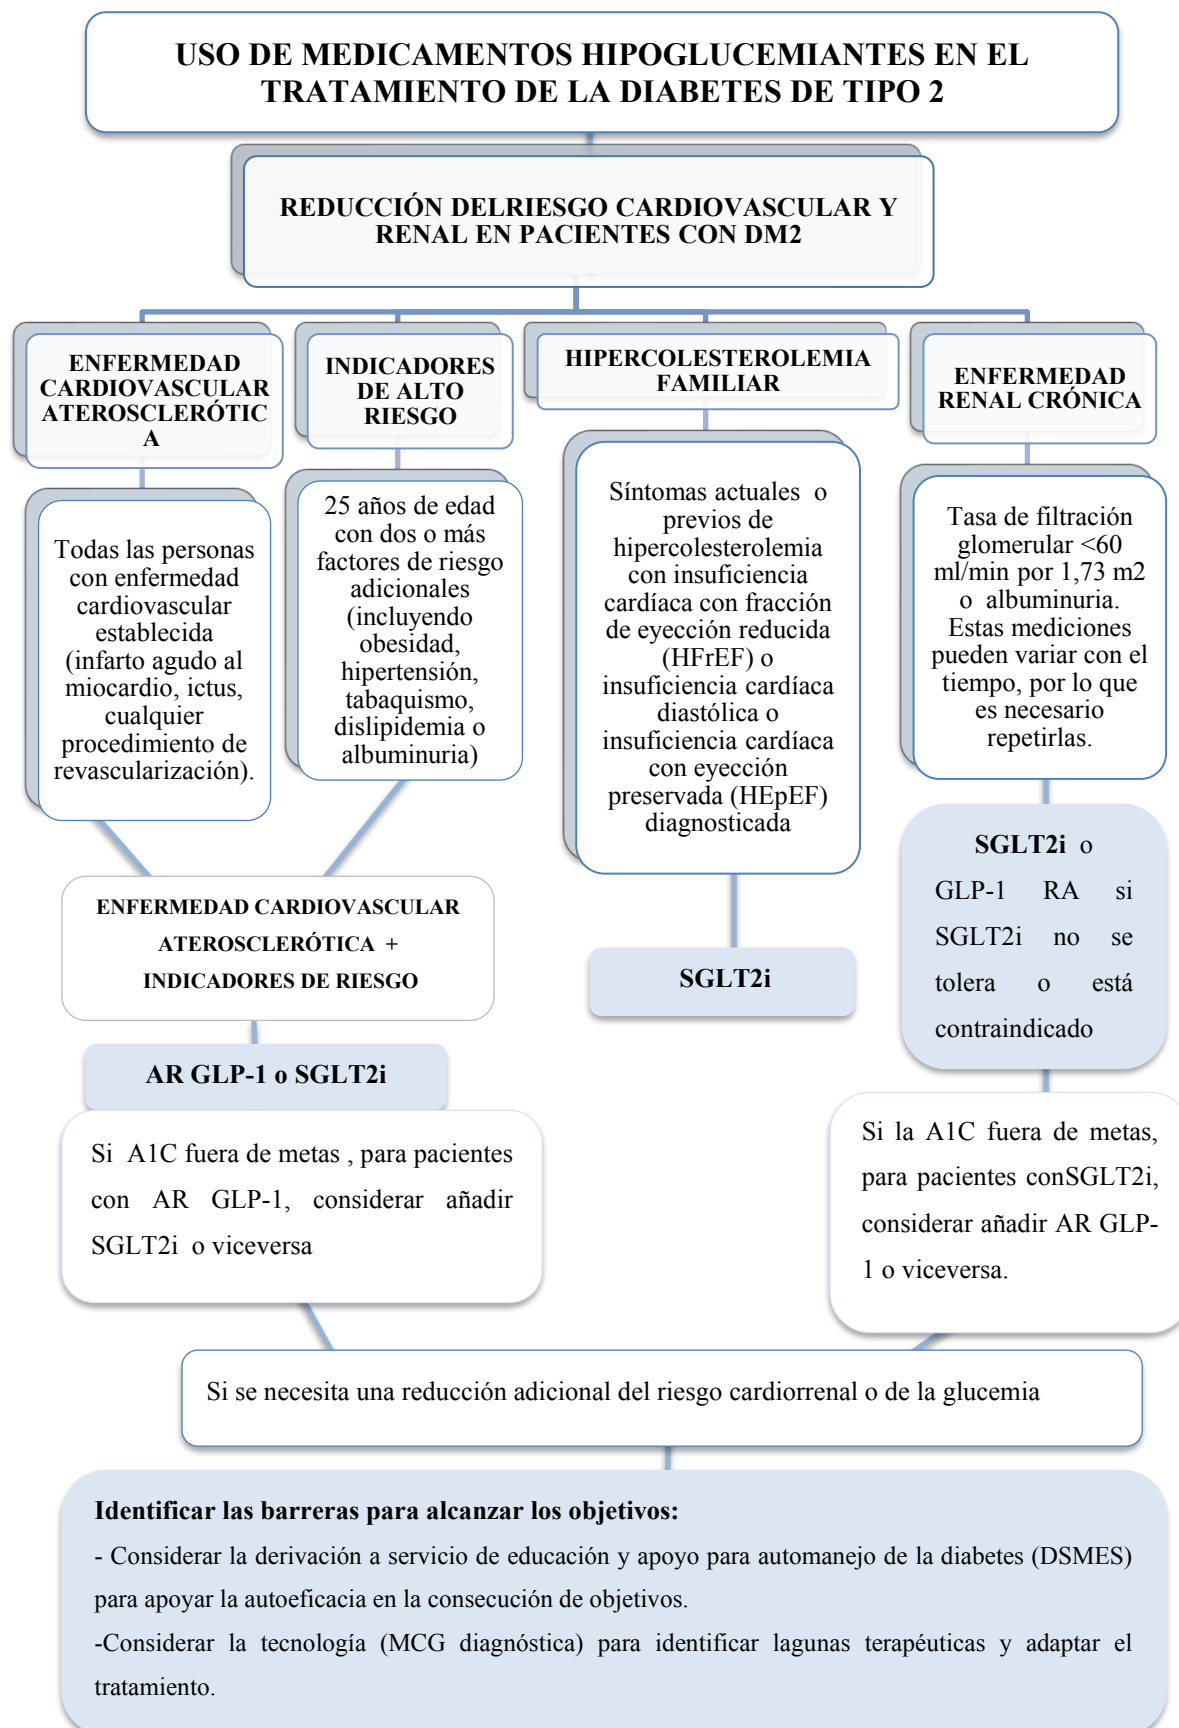 USO DE MEDICAMENTOS HIPOGLUCEMIANTES EN EL
TRATAMIENTO DE LA DIABETES DE TIPO 2
REDUCCIÓN DELRIESGO CARDIOVASCULAR Y
RENAL EN PACIENTES CON DM2
ENFERMEDAD
CARDIOVASCULAR
ATEROSCLERÓTIC
A
Todas las personas
con enfermedad
cardiovascular
establecida
(infarto agudo al
miocardio, ictus,
cualquier
procedimiento de
revascularización).
INDICADORES
DE ALTO
RIESGO
25 años de edad
con dos o más
factores de riesgo
adicionales
(incluyendo
obesidad,
hipertensión,
tabaquismo,
dislipidemia o
albuminuria)
HIPERCOLESTEROLEMIA
FAMILIAR
Síntomas actuales o
previos de
hipercolesterolemia
con insuficiencia
cardíaca con fracción
de eyección reducida
(HFrEF) o
insuficiencia cardíaca
diastólica o
insuficiencia cardíaca
con eyección
preservada (HEpEF)
diagnosticada
ENFERMEDAD
RENAL CRÓNICA
Tasa de filtración
glomerular <60
ml/min por 1,73 m2
o albuminuria.
Estas mediciones
pueden variar con el
tiempo, por lo que
es necesario
repetirlas.
ENFERMEDAD CARDIOVASCULAR
ATEROSCLERÓTICA +
INDICADORES DE RIESGO
AR GLP-1 o SGLT2i
Si A1C fuera de metas , para pacientes
con AR GLP-1, considerar añadir
SGLT2i o viceversa
SGLT2i
SGLT2i o
GLP-1 RA si
SGLT2i no se
tolera o está
contraindicado
Si la A1C fuera de metas,
para pacientes conSGLT2i,
considerar añadir AR GLP-
1 o viceversa.
Si se necesita una reducción adicional del riesgo cardiorrenal o de la glucemia
Identificar las barreras para alcanzar los objetivos:
- Considerar la derivación a servicio de educación y apoyo para automanejo de la diabetes (DSMES)
para apoyar la autoeficacia en la consecución de objetivos.
-Considerar la tecnología (MCG diagnóstica) para identificar lagunas terapéuticas y adaptar el
tratamiento.